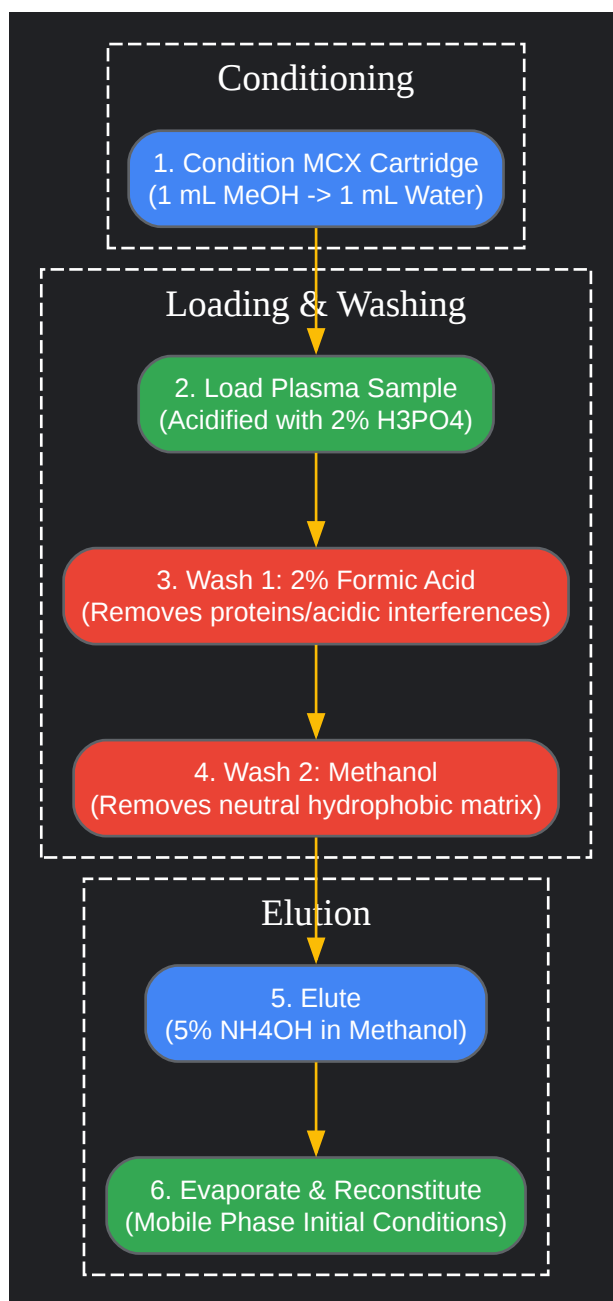 Conditioning
1. Condition MCX Cartridge
(1 mL MeOH -> 1 mL Water)
Loading & Washing
2. Load Plasma Sample
(Acidified with 2% H3PO4)
3. Wash 1: 2% Formic Acid
(Removes proteins/acidic interferences)
4. Wash 2: Methanol
(Removes neutral hydrophobic matrix)
Elution
5. Elute
(5% NH4OH in Methanol)
6. Evaporate & Reconstitute
(Mobile Phase Initial Conditions)